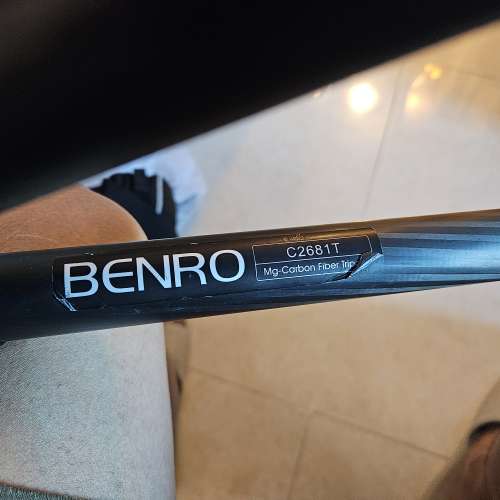 BENRO
C2681T
Mg-Carbon Fiber Trip